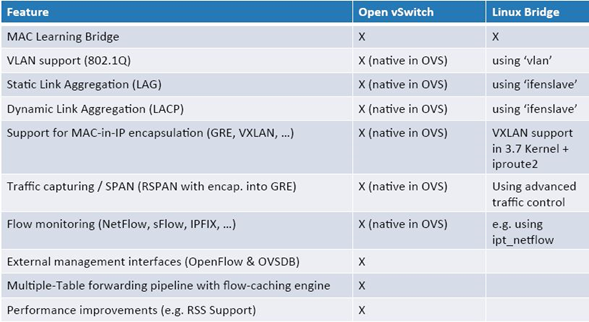 Feature Open vSwitch Linux Bridge
MAC Learning Bridge X X
VLAN support (802.1Q) X (native in OVS) using ‘vlan’
Static Link Aggregation (LAG) X (native in OVS) using ‘ifenslave’
Dynamic Link Aggregation (LACP) X (native in OVS) using ‘ifenslave’
Support for MAC-in-IP encapsulation (GRE, VXLAN, …) X (native in OVS) VXLAN support
in 3.7 Kernel +
iproute2
Traffic capturing / SPAN (RSPAN with encap. into GRE) X (native in OVS) Using advanced
traffic control
Flow monitoring (NetFlow, sFlow, IPFIX, …) X (native in OVS) e.g. using
ipt_netflow
External management interfaces (OpenFlow & OVSDB) X
Multiple-Table forwarding pipeline with flow-caching engine X
Performance improvements (e.g. RSS Support) X